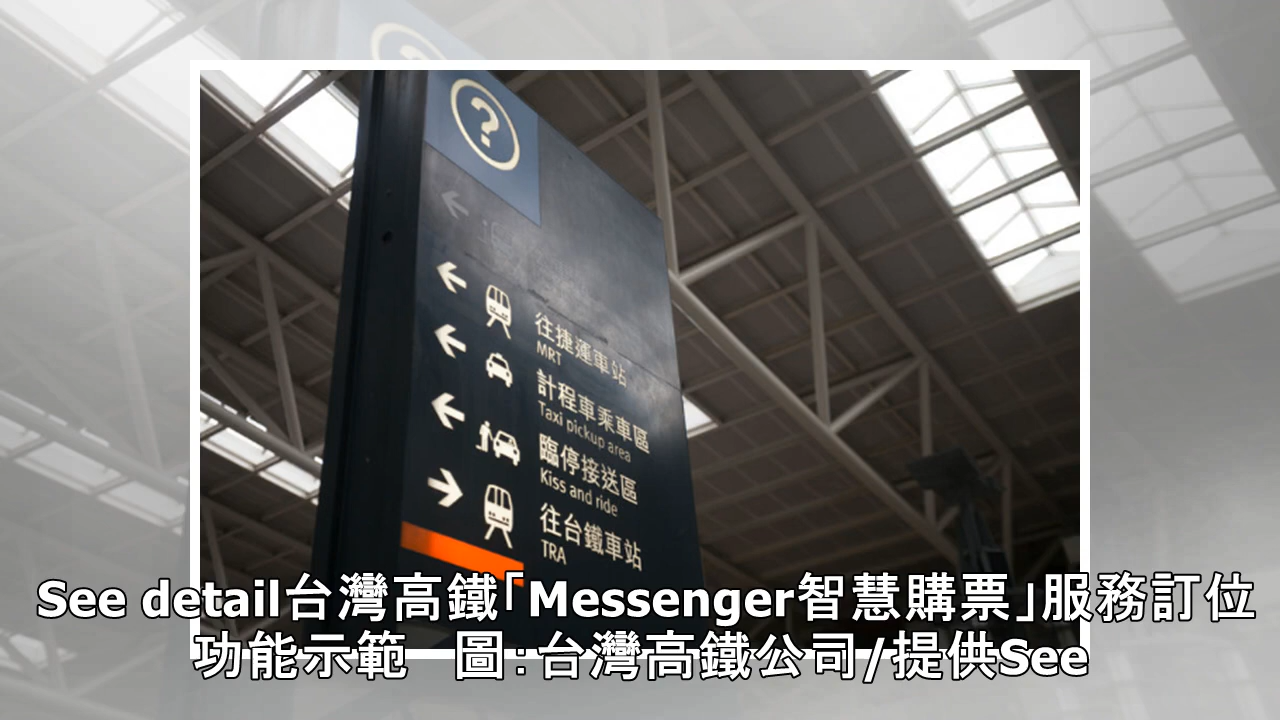 ?
往捷運車站
MRT
計程車乘車區
Taxi pickup area
臨停接送區
Kiss and ride
往台鐵車站
TRA
See detail台灣高鐵「Messenger智慧購票」服務訂位
功能示範 圖:台灣高鐵公司/提供See